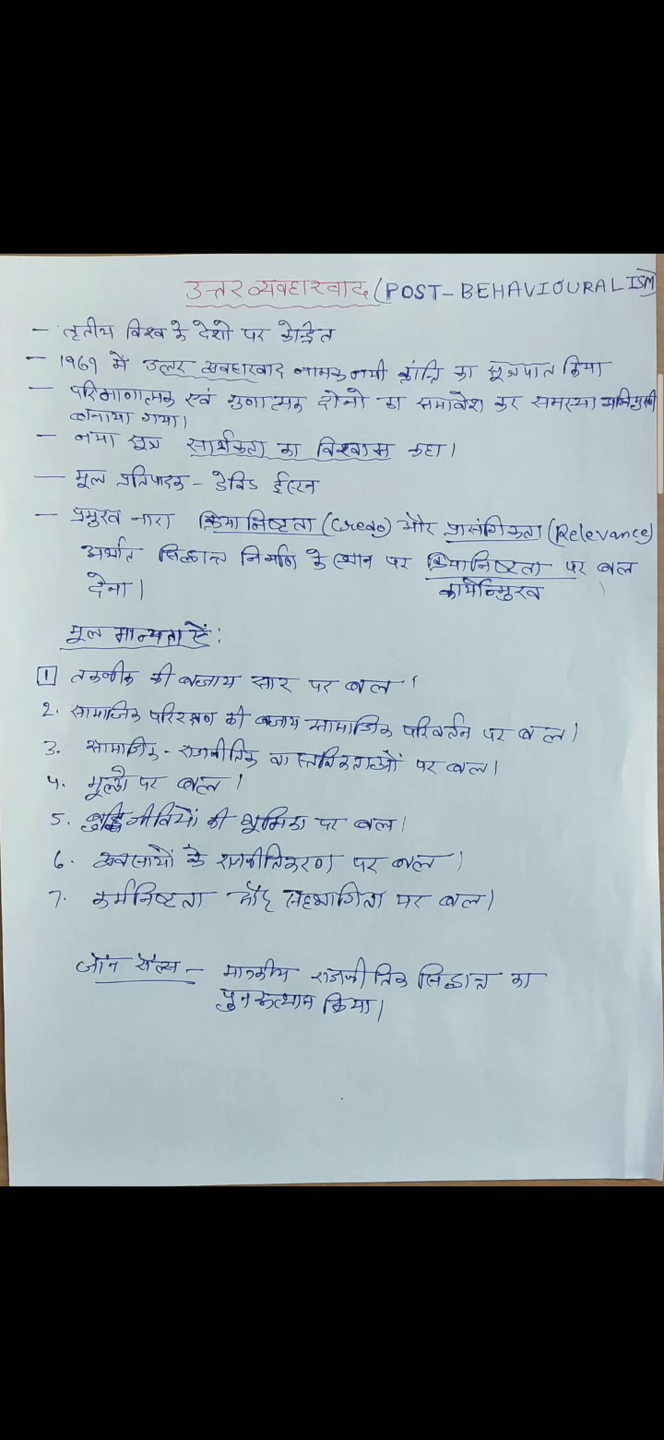 उत्तरव्यवहारवाद (POST-BEHAVIOURALISM)
— तृतीय विश्व के देशो पर केन्द्रित
— 1969 में उत्तर व्यवहारवाद नामक नयी क्रांति का सूत्रपात किया
— परिमाणात्मक एवं गुणात्मक दोनो का समावेश कर समस्या अभिमुखी
बनाया गया।
— नया सूत्र सार्थकता का विश्वास कहा।
— मूल प्रतिपादक - डेविड ईस्टन
— प्रमुख नारा क्रियानिष्ठता (Credo) और प्रासंगिकता (Relevance)
अर्थात सिद्धान्त निर्माण के स्थान पर क्रियानिष्ठता पर बल
कार्योन्मुख
देना।
मूल मान्यताऐं:
1 तकनीक की बजाय सार पर बल।
2. सामाजिक परिरक्षण की बजाय सामाजिक परिवर्तन पर बल।
3. सामाजिक - राजनीतिक वास्तविकताओं पर बल।
4. मूल्यो पर बल।
5. बुद्धिजीवियों की भूमिका पर बल।
6. व्यवसायों के राजनीतिकरण पर बल।
7. कर्मनिष्ठता और सहभागिता पर बल।
जॉन रॉल्स - मानकीय राजनीतिक सिद्धान्त का
पुनरूत्थान किया।